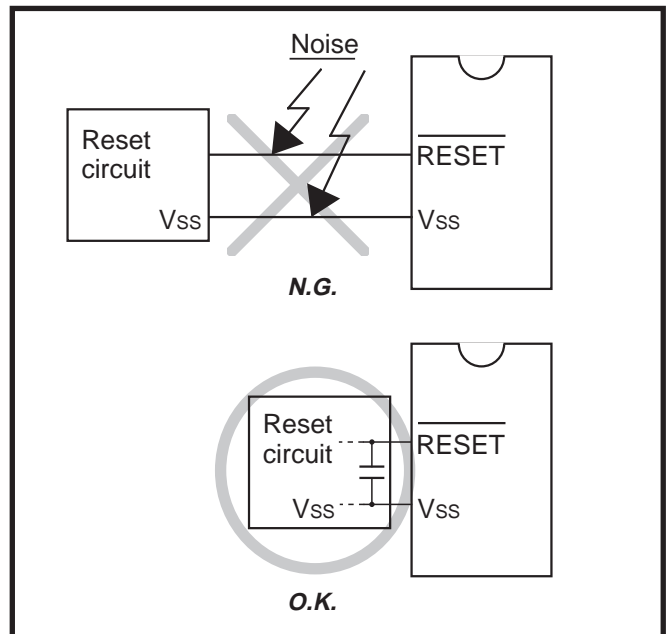 Noise
Reset
circuit
RESET
Vss
Vss
N.G.
Reset
circuit
RESET
Vss
Vss
O.K.